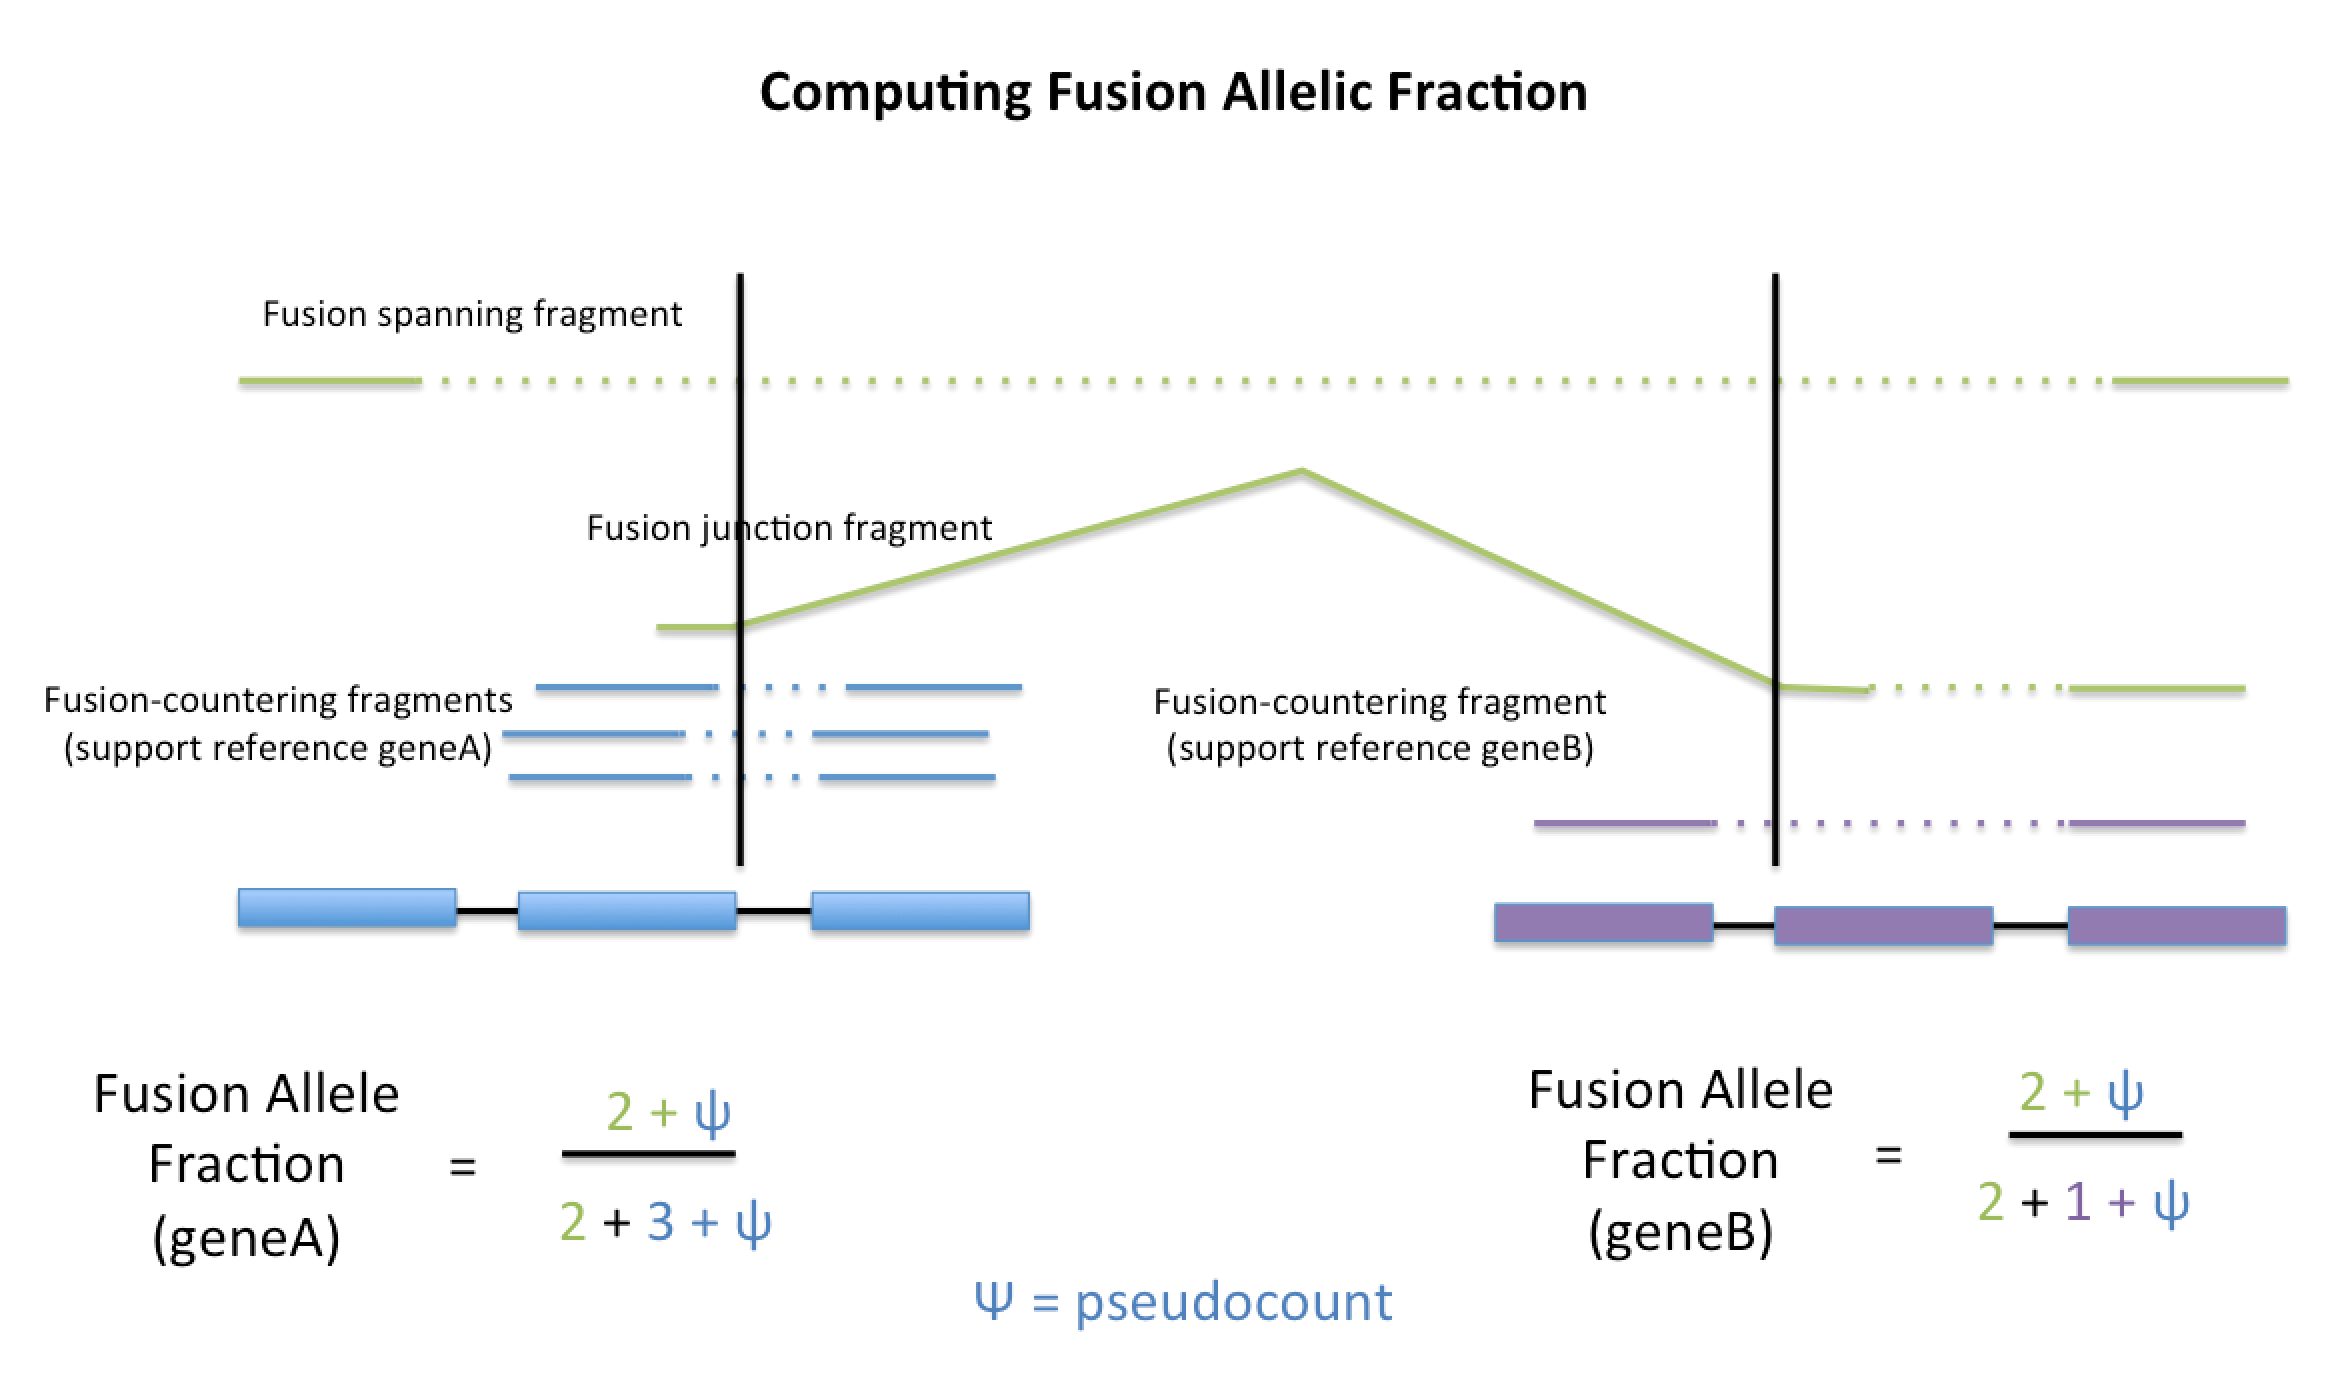 Computing Fusion Allelic Fraction
Fusion spanning fragment
Fusion junction fragment
Fusion-countering fragments
(support reference geneA)
Fusion-countering fragment
(support reference geneB)
Fusion Allele
Fraction
(geneA)
=
2 + ψ
2 + 3 + ψ
Fusion Allele
Fraction
(geneB)
=
2 + ψ
2 + 1 + ψ
Ψ = pseudocount